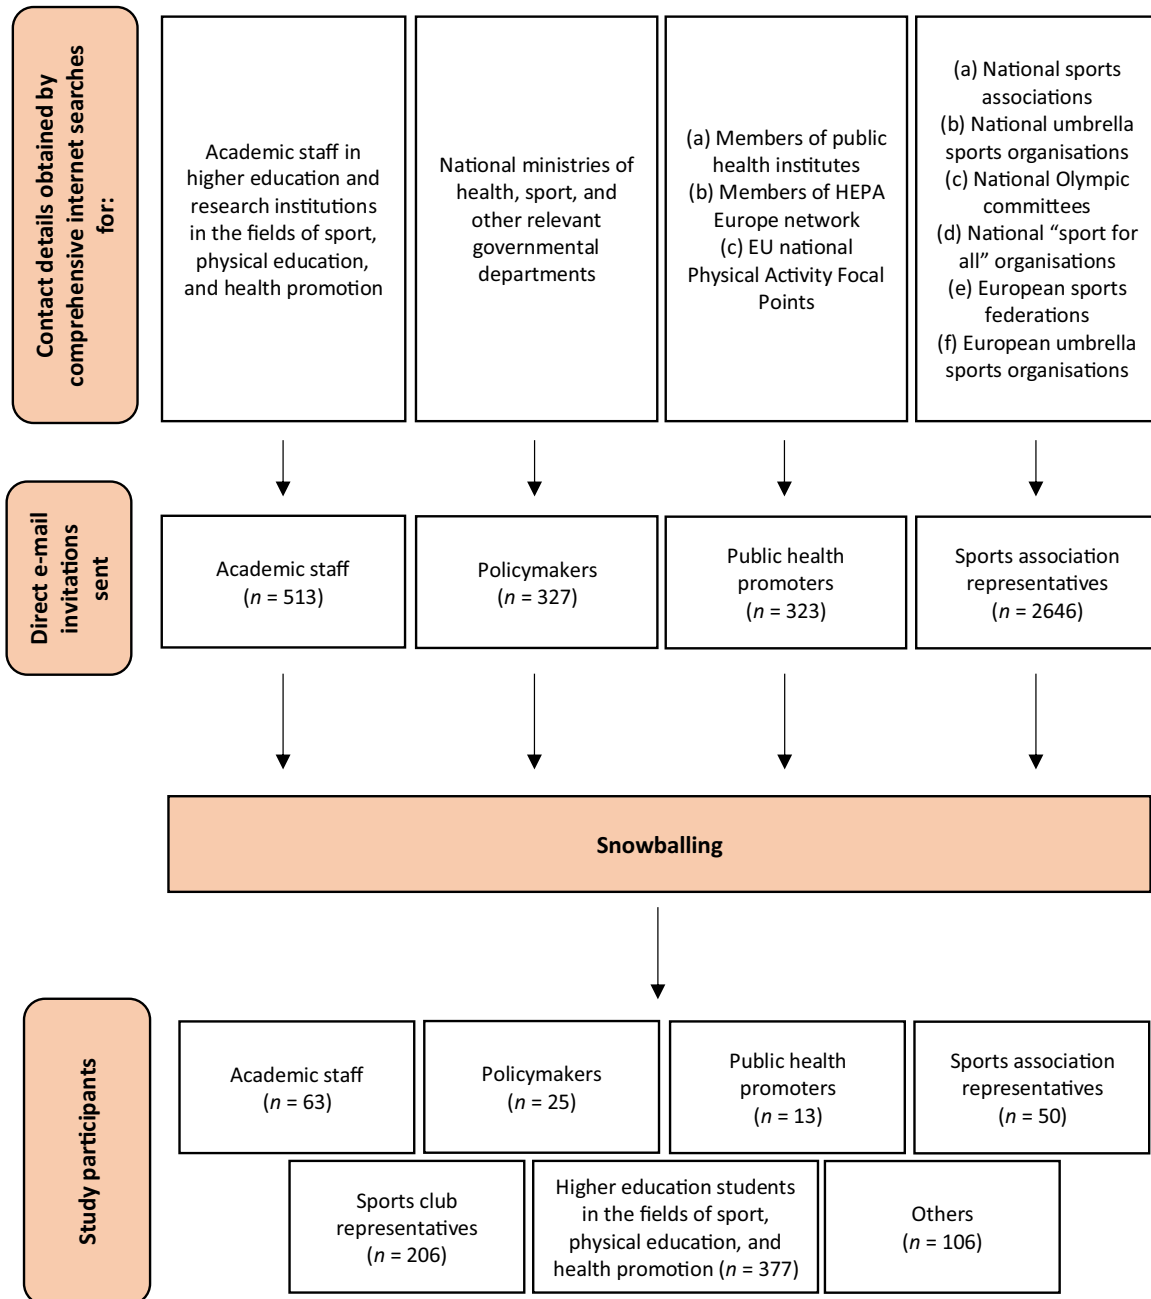 Contact details obtained by
comprehensive internet searches
for:
Academic staff in
higher education and
research institutions
in the fields of sport,
physical education,
and health promotion
National ministries of
health, sport, and
other relevant
governmental
departments
(a) Members of public
health institutes
(b) Members of HEPA
Europe network
(c) EU national
Physical Activity Focal
Points
(a) National sports
associations
(b) National umbrella
sports organisations
(c) National Olympic
committees
(d) National “sport for
all” organisations
(e) European sports
federations
(f) European umbrella
sports organisations
Direct e-mail
invitations
sent
Academic staff
(n = 513)
Policymakers
(n = 327)
Public health
promoters
(n = 323)
Sports association
representatives
(n = 2646)
Snowballing
Study participants
Academic staff
(n = 63)
Policymakers
(n = 25)
Public health
promoters
(n = 13)
Sports association
representatives
(n = 50)
Sports club
representatives
(n = 206)
Higher education students
in the fields of sport,
physical education, and
health promotion (n = 377)
Others
(n = 106)